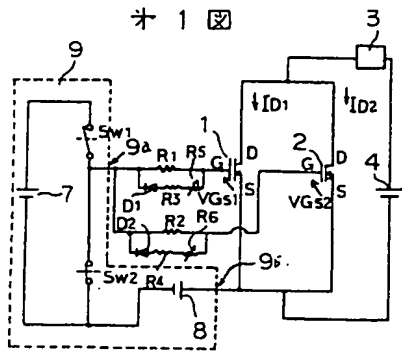 第1図
9
3
1
ID1
ID2
SW1
9a
R1
R5
G
D
2
D
7
S
G
S
4
D1
R3
VGS1
VGS2
D2
R2
R6
SW2
R4
9b
8